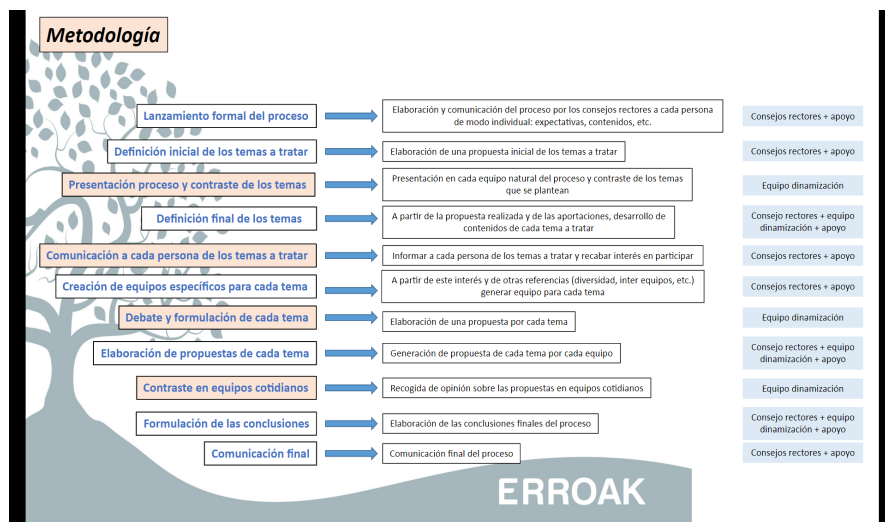 Metodología
Lanzamiento formal del proceso
Elaboración y comunicación del proceso por los consejos rectores a cada persona
de modo individual: expectativas, contenidos, etc.
Consejos rectores + apoyo
Definición inicial de los temas a tratar
Elaboración de una propuesta inicial de los temas a tratar
Consejos rectores + apoyo
Presentación proceso y contraste de los temas
Presentación en cada equipo natural del proceso y contraste de los temas
que se plantean
Equipo dinamización
Definición final de los temas
A partir de la propuesta realizada y de las aportaciones, desarrollo de
contenidos de cada tema a tratar
Consejo rectores + equipo
dinamización + apoyo
Comunicación a cada persona de los temas a tratar
Informar a cada persona de los temas a tratar y recabar interés en participar
Consejos rectores + apoyo
Creación de equipos específicos para cada tema
A partir de este interés y de otras referencias (diversidad, inter equipos, etc.)
generar equipo para cada tema
Consejos rectores + apoyo
Debate y formulación de cada tema
Elaboración de una propuesta por cada tema
Equipo dinamización
Elaboración de propuestas de cada tema
Generación de propuesta de cada tema por cada equipo
Consejo rectores + equipo
dinamización + apoyo
Contraste en equipos cotidianos
Recogida de opinión sobre las propuestas en equipos cotidianos
Equipo dinamización
Formulación de las conclusiones
Elaboración de las conclusiones finales del proceso
Consejo rectores + equipo
dinamización + apoyo
Comunicación final
Comunicación final del proceso
Consejos rectores + apoyo
ERROAK